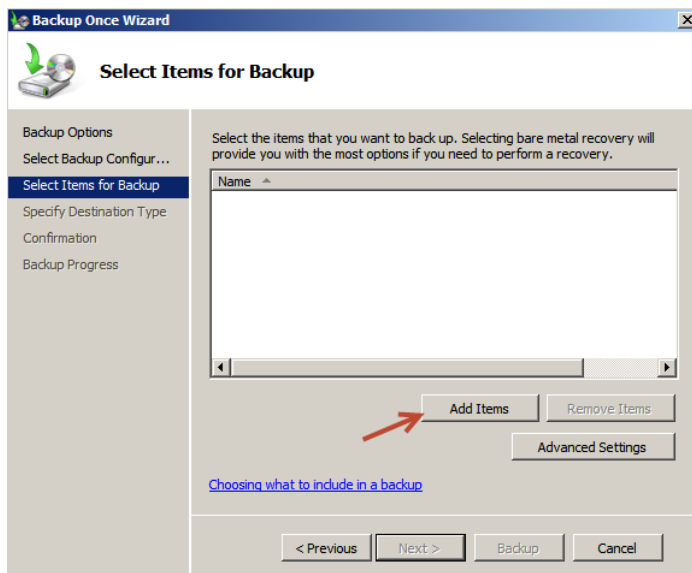 Backup Once Wizard
Select Items for Backup
Backup Options
Select Backup Configur...
Select Items for Backup
Specify Destination Type
Confirmation
Backup Progress
Select the items that you want to back up. Selecting bare metal recovery will
provide you with the most options if you need to perform a recovery.
Name
Add Items
Remove Items
Advanced Settings
Choosing what to include in a backup
< Previous
Next >
Backup
Cancel